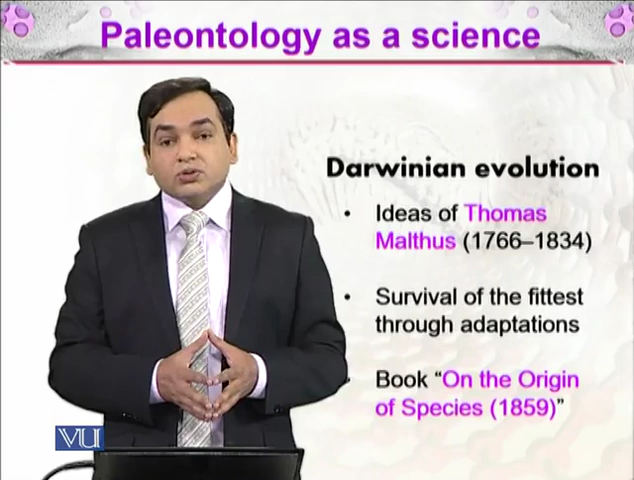 Paleontology as a science
Darwinian evolution
• Ideas of Thomas
Malthus (1766–1834)
• Survival of the fittest
through adaptations
• Book “On the Origin
of Species (1859)”
VU